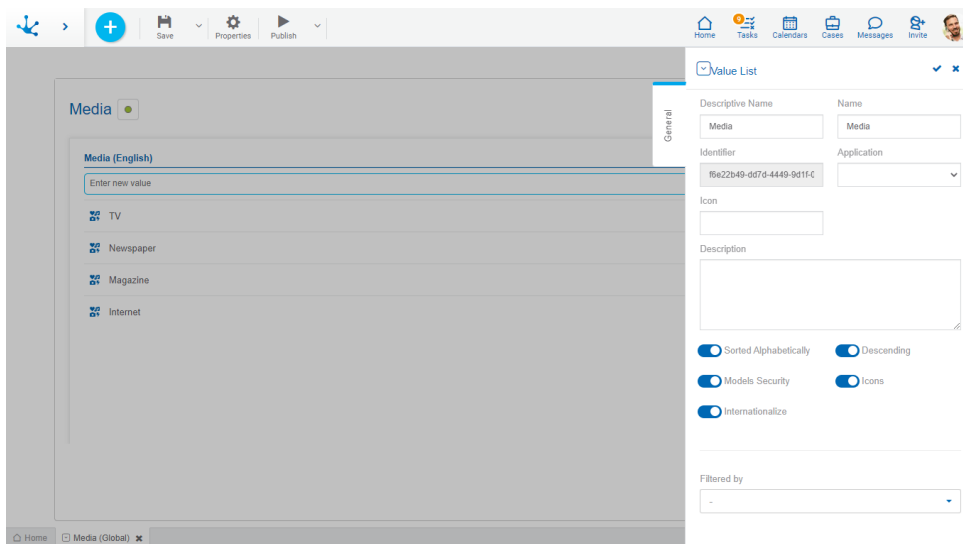 Save
Properties
Publish
Home
9
Tasks
Calendars
Cases
Messages
Invite
Media
Media (English)
Enter new value
TV
Newspaper
Magazine
Internet
General
Value List
Descriptive Name
Name
Media
Media
Identifier
Application
f6e22b49-dd7d-4449-9d1f-0
Icon
Description
Sorted Alphabetically
Descending
Models Security
Icons
Internationalize
Filtered by
-
Home
Media (Global)